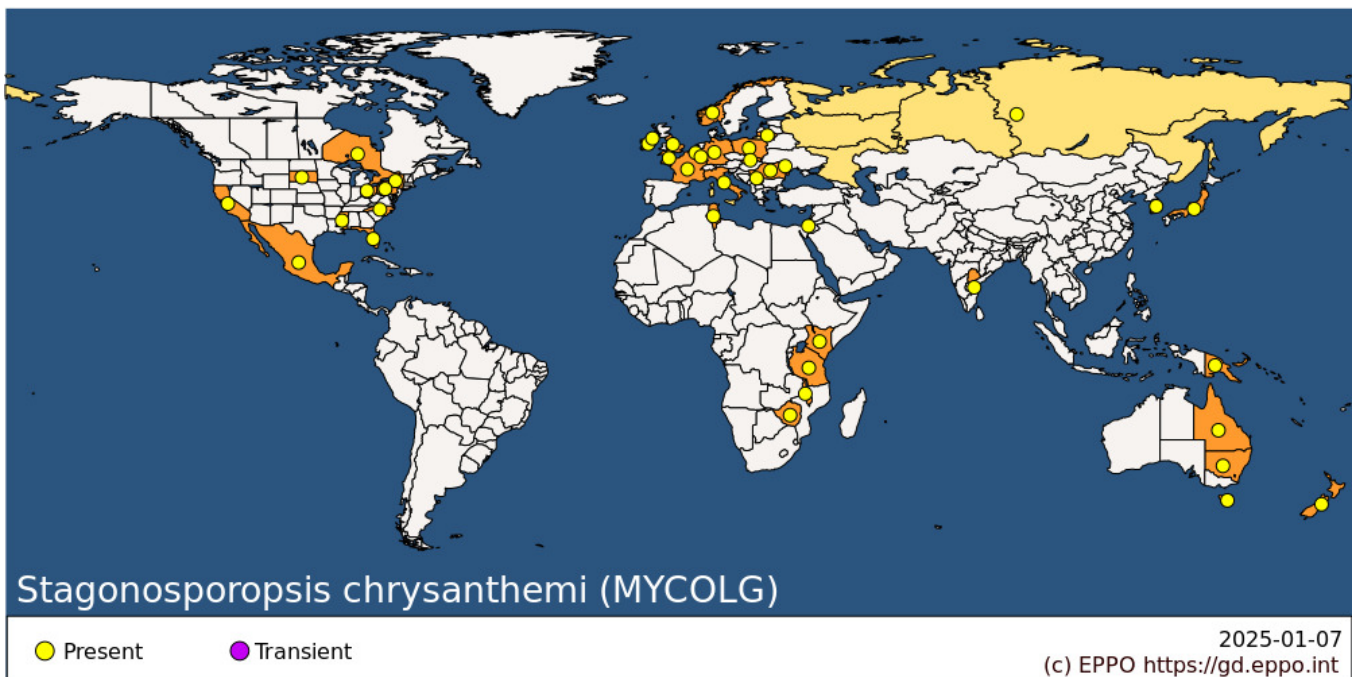 Stagonosporopsis chrysanthemi (MYCOLG)
Present
Transient
2025-01-07
(c) EPPO https://gd.eppo.int